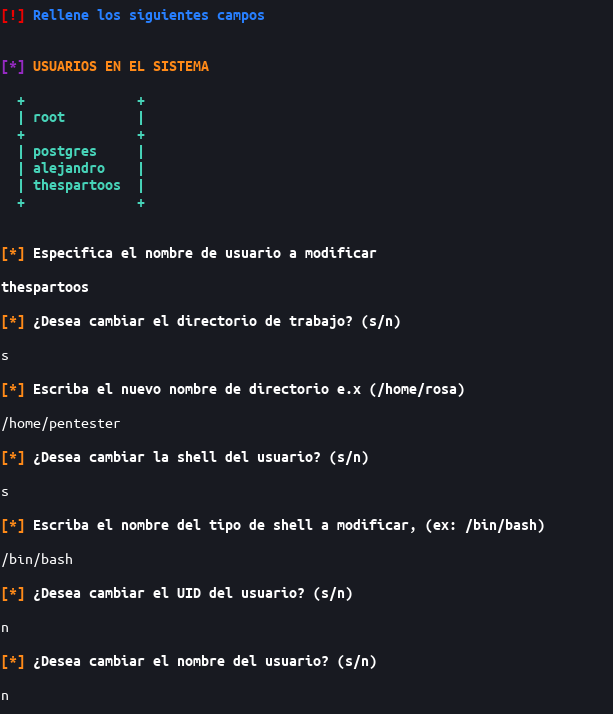 [!] Rellene los siguientes campos
[*] USUARIOS EN EL SISTEMA
+ +
| root |
+ +
| postgres |
| alejandro |
| thespartoos |
+ +
[*] Especifica el nombre de usuario a modificar
thespartoos
[*] ¿Desea cambiar el directorio de trabajo? (s/n)
s
[*] Escriba el nuevo nombre de directorio e.x (/home/rosa)
/home/pentester
[*] ¿Desea cambiar la shell del usuario? (s/n)
s
[*] Escriba el nombre del tipo de shell a modificar, (ex: /bin/bash)
/bin/bash
[*] ¿Desea cambiar el UID del usuario? (s/n)
n
[*] ¿Desea cambiar el nombre del usuario? (s/n)
n